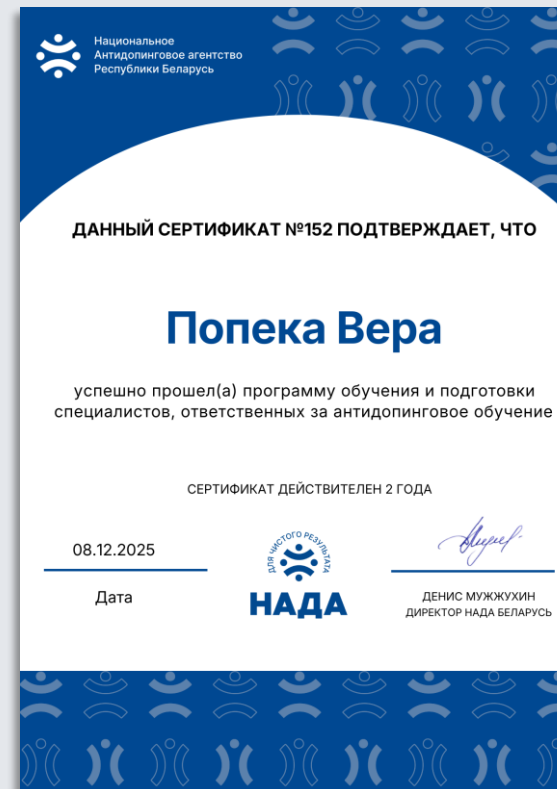 Национальное
Антидопинговое агентство
Республики Беларусь
ДАННЫЙ СЕРТИФИКАТ №152 ПОДТВЕРЖДАЕТ, ЧТО
Попека Вера
успешно прошел(а) программу обучения и подготовки
специалистов, ответственных за антидопинговое обучение
СЕРТИФИКАТ ДЕЙСТВИТЕЛЕН 2 ГОДА
08.12.2025
Дата
ДЛЯ ЧИСТОГО РЕЗУЛЬТАТА
НАДА
ДЕНИС МУЖЖУХИН
ДИРЕКТОР НАДА БЕЛАРУСЬ